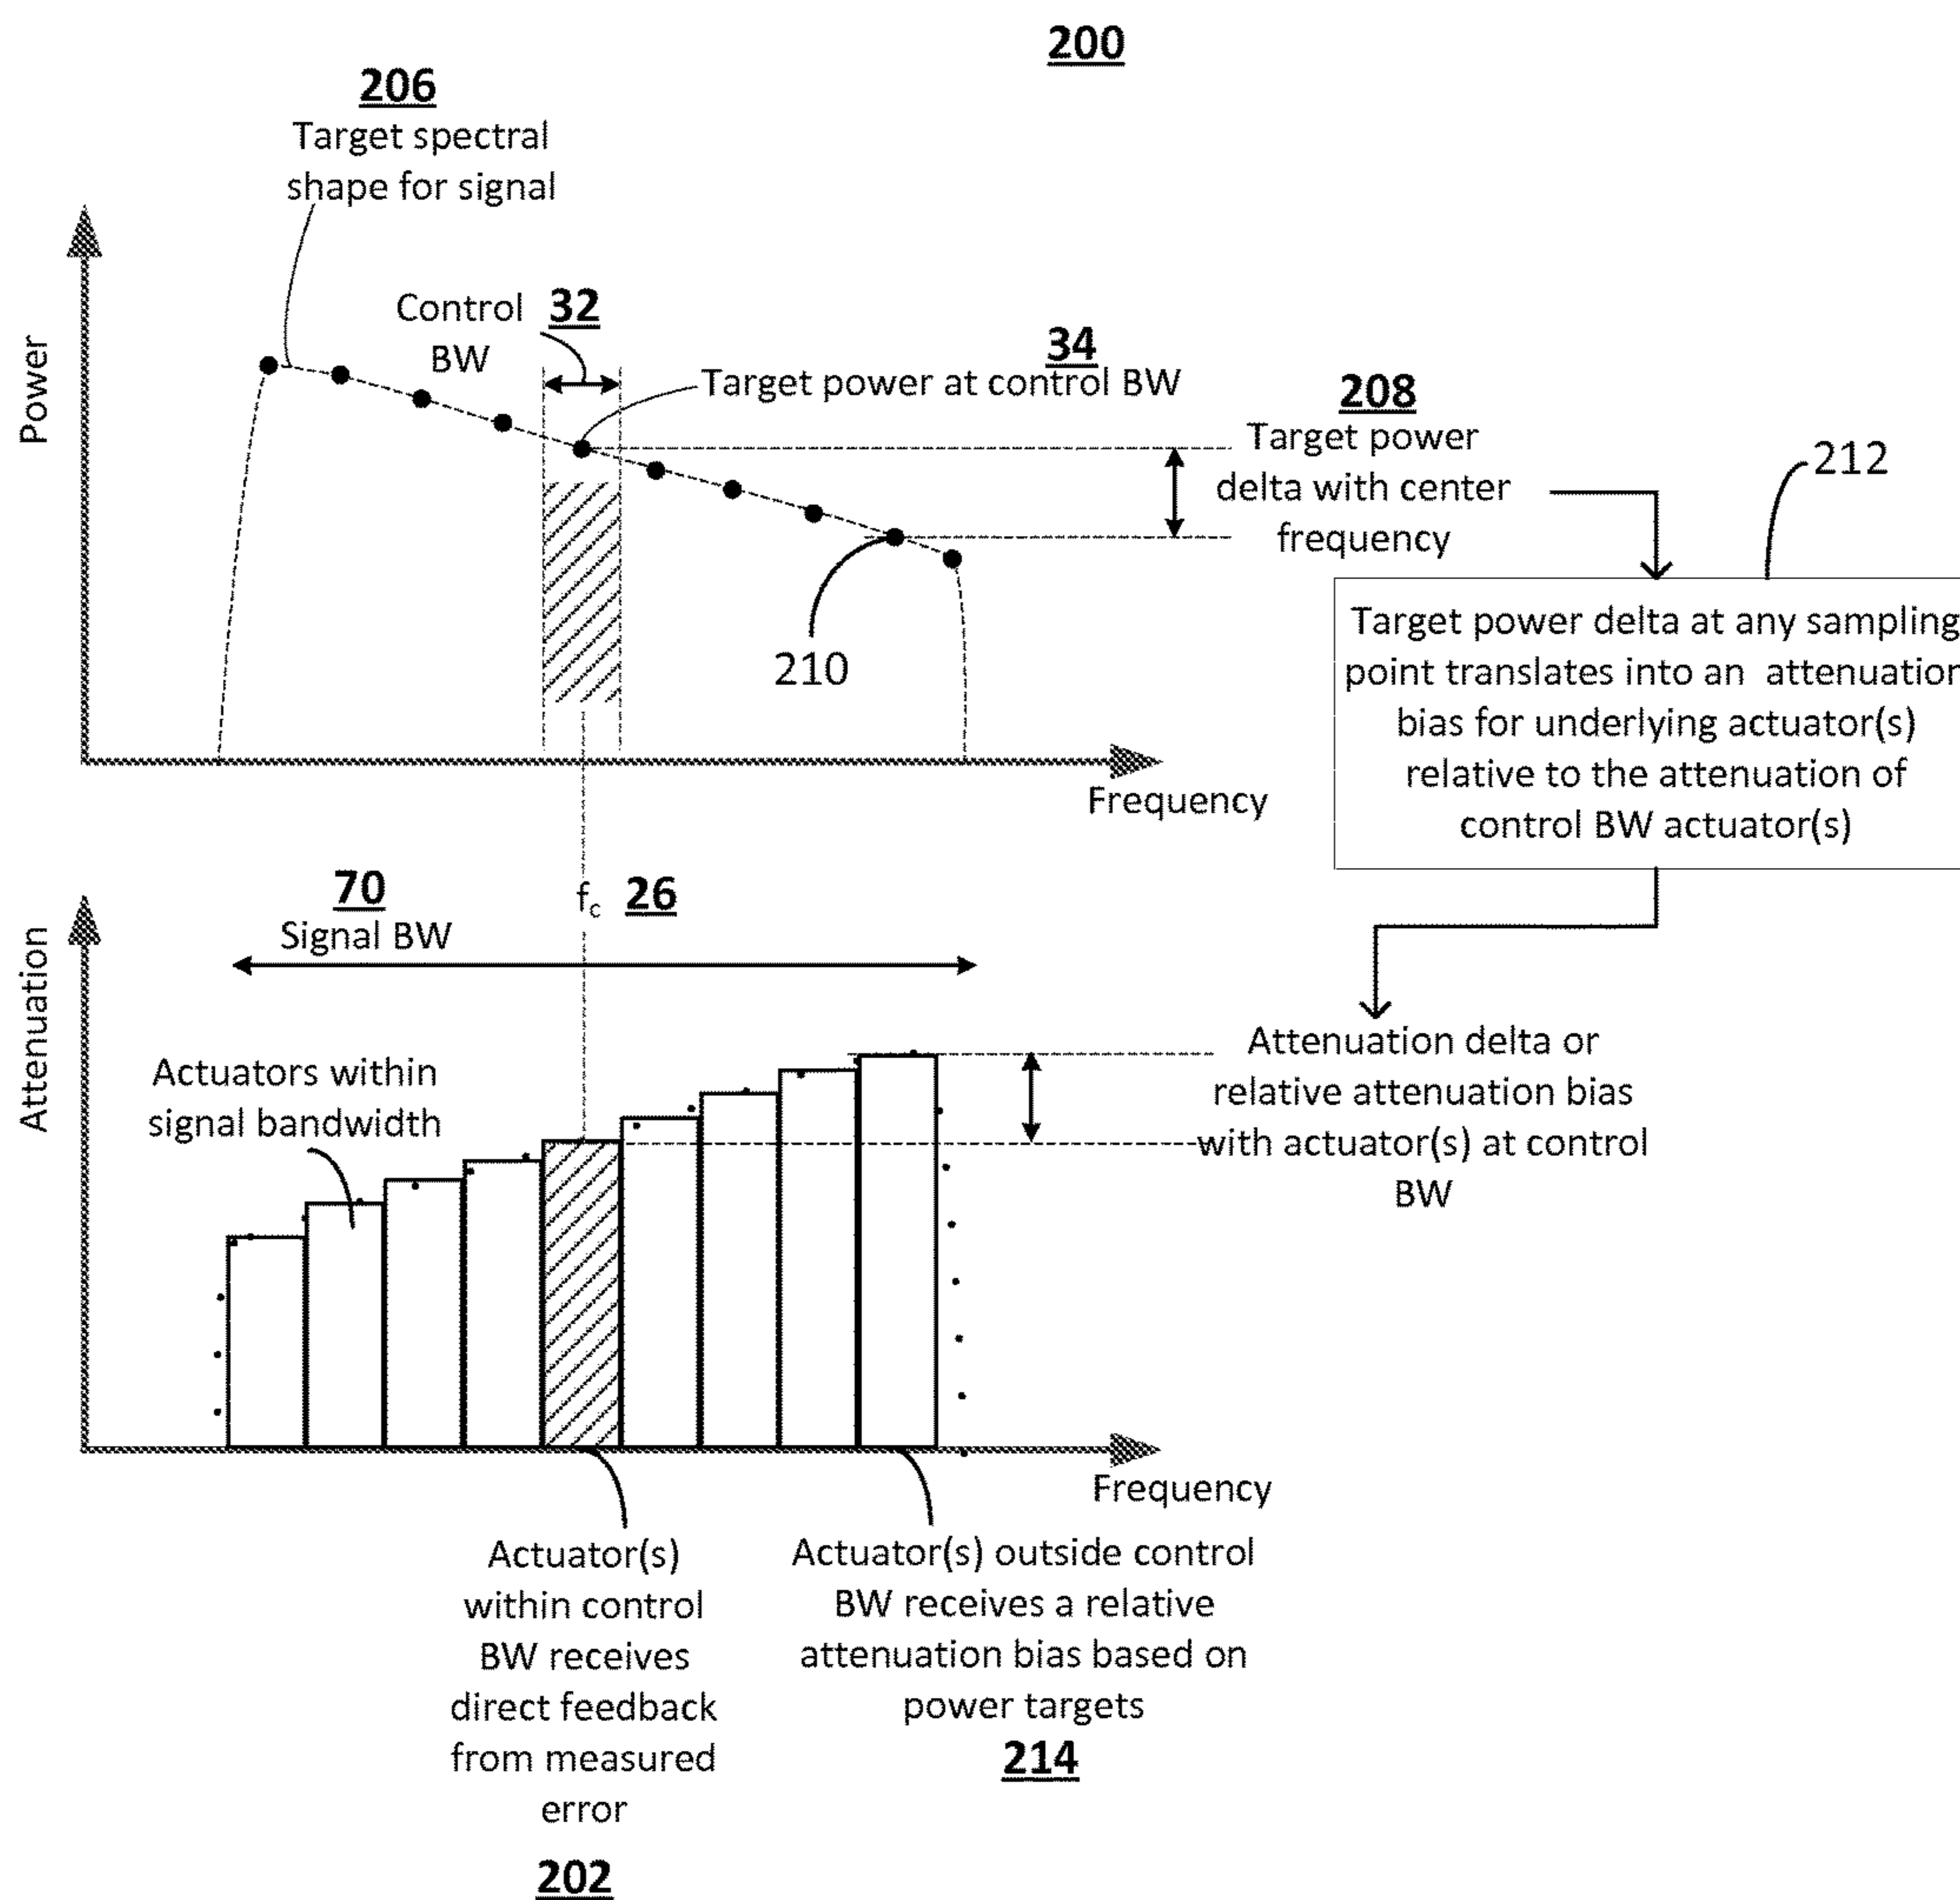 200
206
Target spectral
shape for signal
Power
Control
BW
32
34
Target power at control BW
208
Target power
delta with center
frequency
212
210
Target power delta at any sampling
point translates into an attenuation
bias for underlying actuator(s)
relative to the attenuation of
control BW actuator(s)
Frequency
70
Signal BW
fc 26
Attenuation
Actuators within
signal bandwidth
Attenuation delta or
relative attenuation bias
with actuator(s) at control
BW
Frequency
Actuator(s)
within control
BW receives
direct feedback
from measured
error
202
Actuator(s) outside control
BW receives a relative
attenuation bias based on
power targets
214